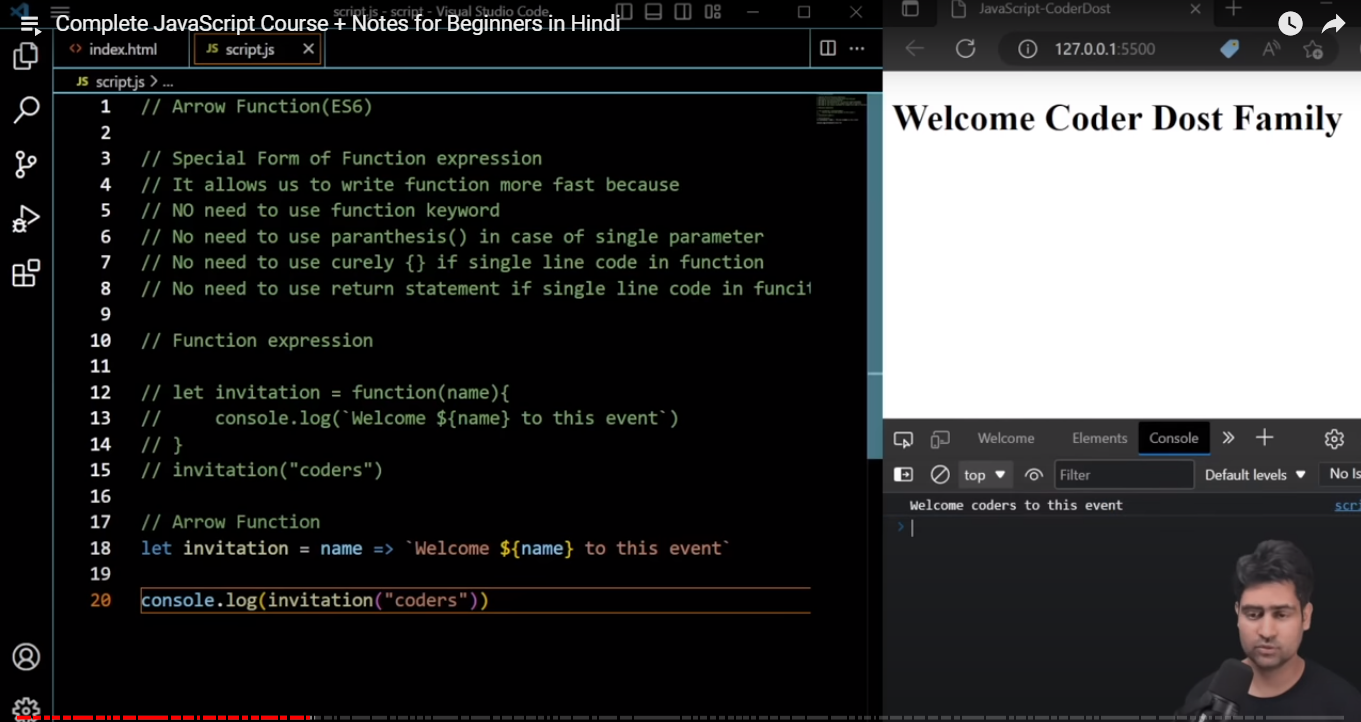 script.js - script - Visual Studio Code
Complete JavaScript Course + Notes for Beginners in Hindi
index.html
JS script.js
JS script.js > ...
1 // Arrow Function(ES6)
2
3 // Special Form of Function expression
4 // It allows us to write function more fast because
5 // NO need to use function keyword
6 // No need to use paranthesis() in case of single parameter
7 // No need to use curely {} if single line code in function
8 // No need to use return statement if single line code in funcit
9
10 // Function expression
11
12 // let invitation = function(name){
13 //     console.log(`Welcome ${name} to this event`)
14 // }
15 // invitation("coders")
16
17 // Arrow Function
18 let invitation = name => `Welcome ${name} to this event`
19
20 console.log(invitation("coders"))
JavaScript-CoderDost
127.0.0.1:5500
Welcome Coder Dost Family
Welcome Elements Console
top Filter Default levels No Is
Welcome coders to this event scri